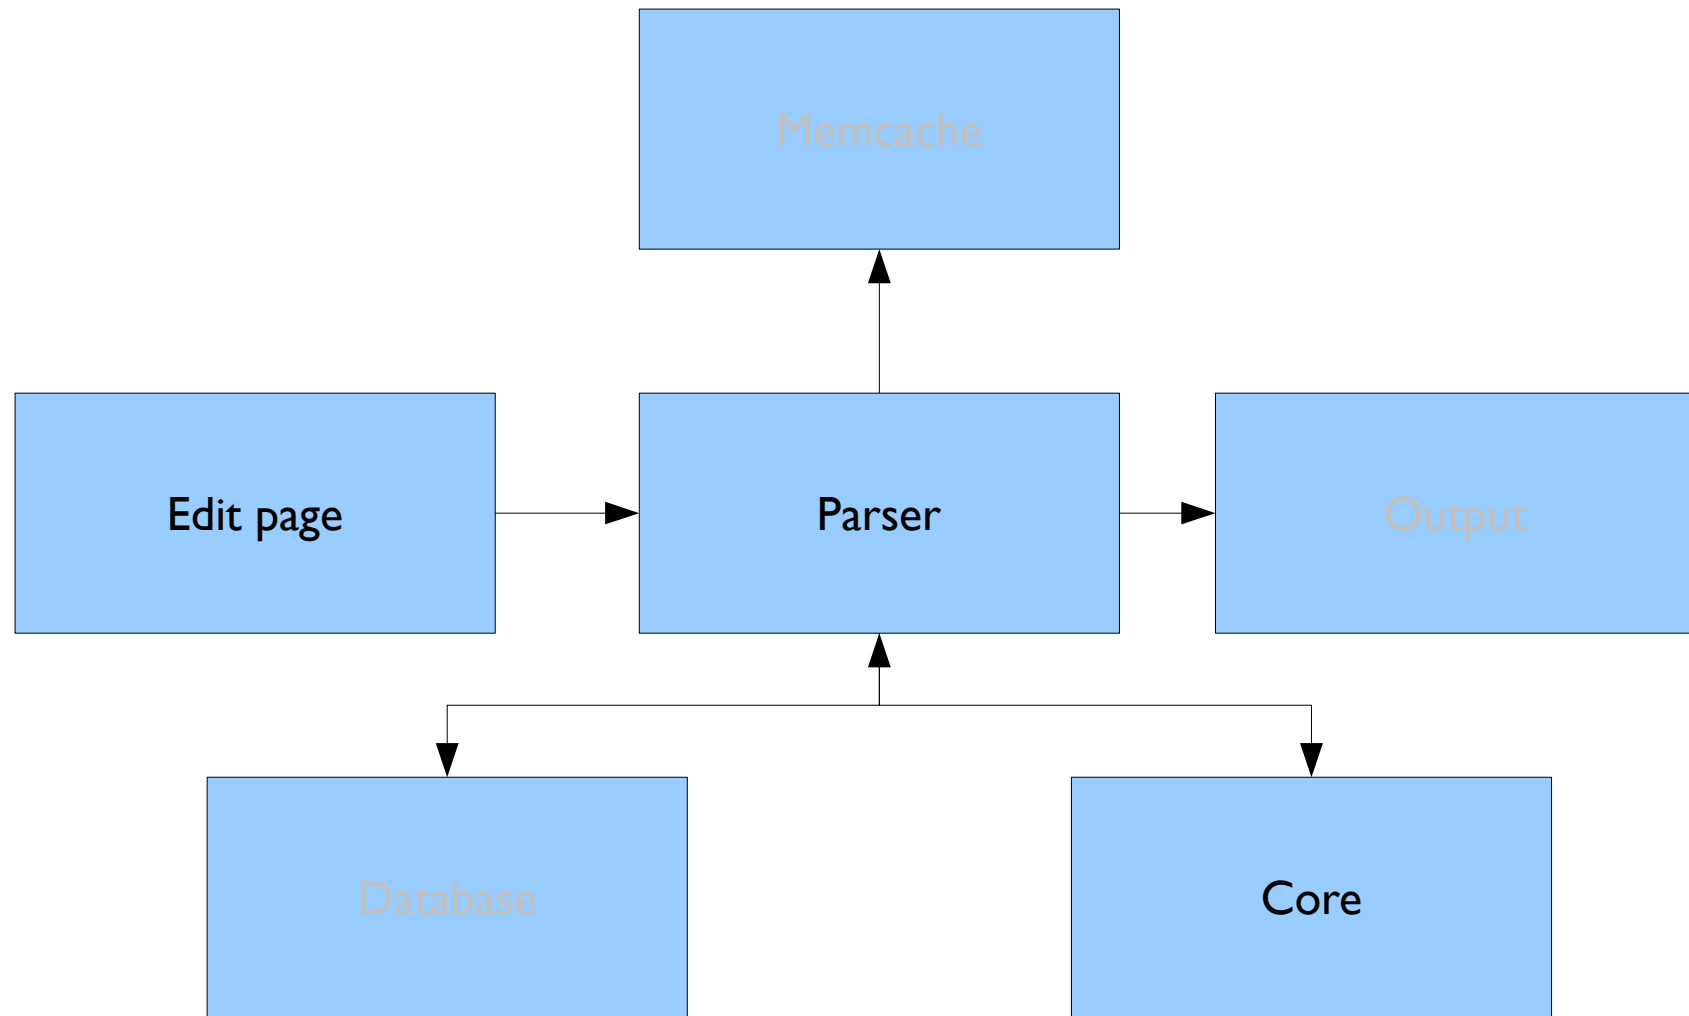 Memcache
Edit page
Parser
Output
Database
Core